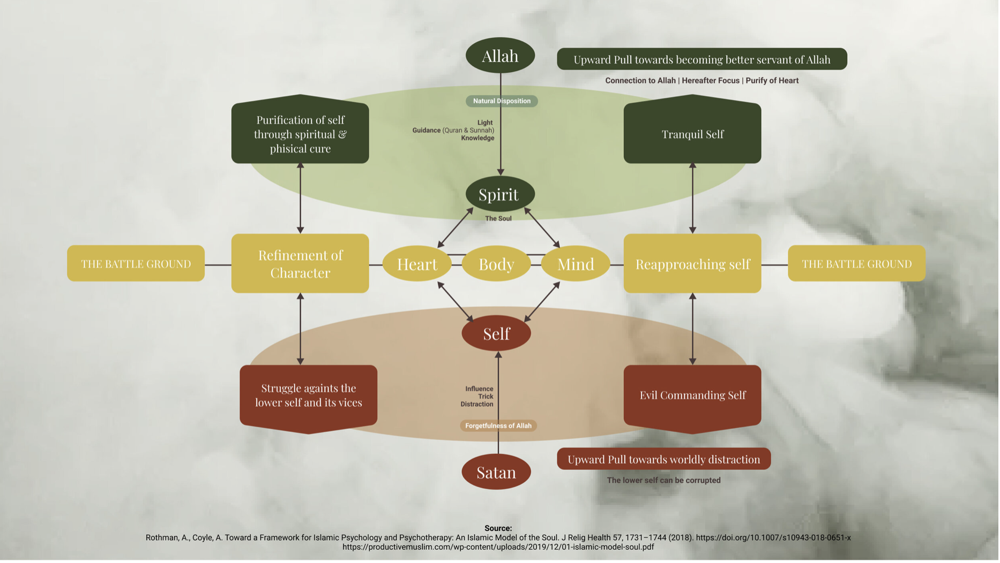 Allah
Upward Pull towards becoming better servant of Allah
Connection to Allah | Hereafter Focus | Purify of Heart
Natural Disposition
Purification of self
through spiritual &
phisical cure
Light
Guidance (Quran & Sunnah)
Knowledge
Tranquil Self
Spirit
The Soul
THE BATTLE GROUND
Refinement of
Character
Heart
Body
Mind
Reapproaching self
THE BATTLE GROUND
Self
Struggle againts the
lower self and its vices
Influence
Trick
Distraction
Evil Commanding Self
Forgetfulness of Allah
Satan
Upward Pull towards worldly distraction
The lower self can be corrupted
Source:
Rothman, A., Coyle, A. Toward a Framework for Islamic Psychology and Psychotherapy: An Islamic Model of the Soul. J Relig Health 57, 1731–1744 (2018). https://doi.org/10.1007/s10943-018-0651-x
https://productivemuslim.com/wp-content/uploads/2019/12/01-islamic-model-soul.pdf